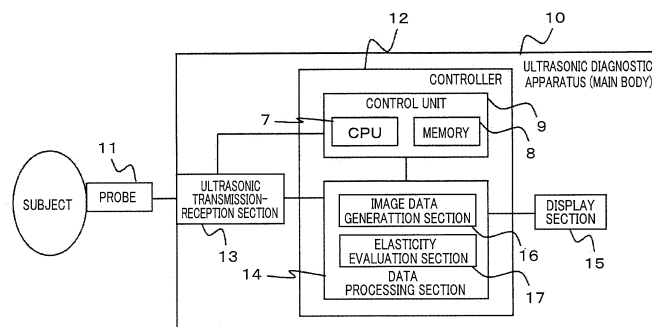 12
10
ULTRASONIC DIAGNOSTIC
APPARATUS (MAIN BODY)
CONTROLLER
CONTROL UNIT
7
9
CPU
MEMORY
8
11
SUBJECT
PROBE
ULTRASONIC
TRANSMISSION-
RECEPTION SECTION
13
IMAGE DATA
GENERATTION SECTION
16
DISPLAY
SECTION
15
ELASTICITY
EVALUATION SECTION
17
14
DATA
PROCESSING SECTION